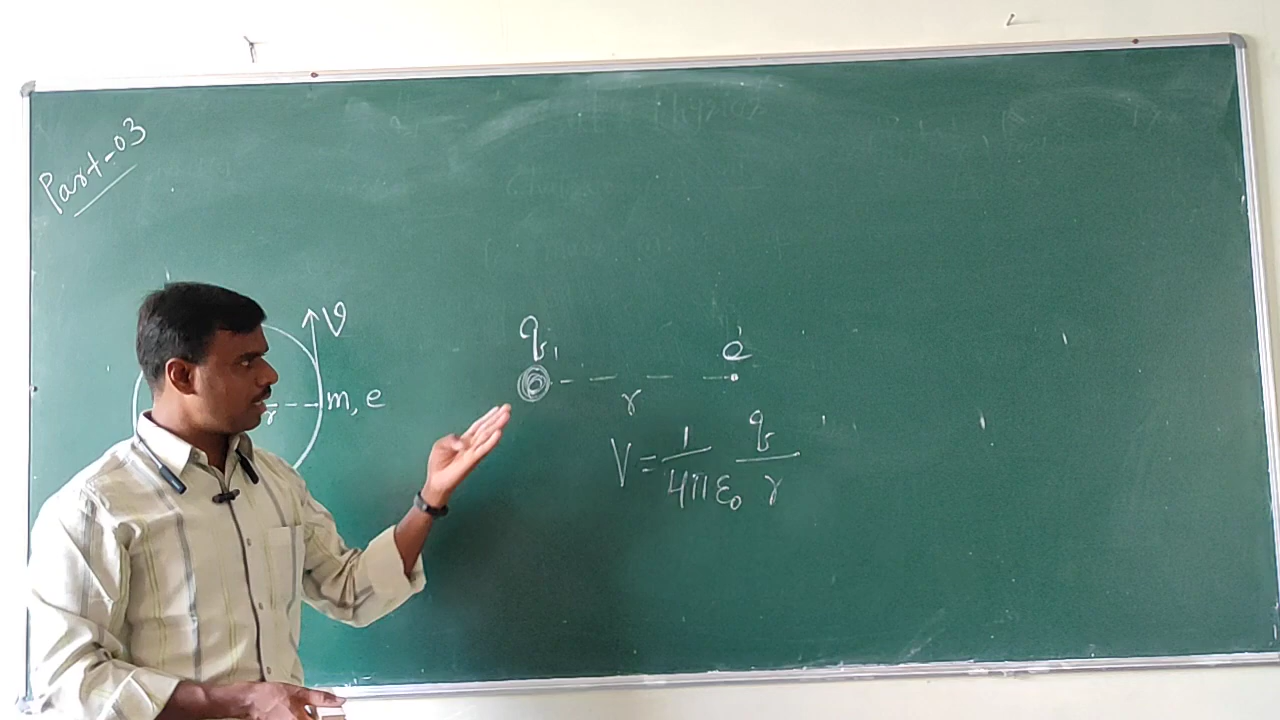 Part-03
V
m, e
r
q₁
e
r
V = 1/4πε₀ q/r